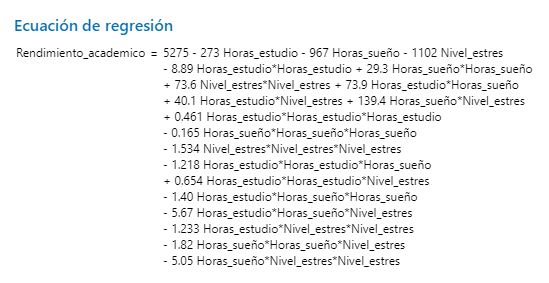 Ecuación de regresión
Rendimiento_academico = 5275 - 273 Horas_estudio - 967 Horas_sueño - 1102 Nivel_estres
- 8.89 Horas_estudio*Horas_estudio + 29.3 Horas_sueño*Horas_sueño
+ 73.6 Nivel_estres*Nivel_estres + 73.9 Horas_estudio*Horas_sueño
+ 40.1 Horas_estudio*Nivel_estres + 139.4 Horas_sueño*Nivel_estres
+ 0.461 Horas_estudio*Horas_estudio*Horas_estudio
- 0.165 Horas_sueño*Horas_sueño*Horas_sueño
- 1.534 Nivel_estres*Nivel_estres*Nivel_estres
- 1.218 Horas_estudio*Horas_estudio*Horas_sueño
+ 0.654 Horas_estudio*Horas_estudio*Nivel_estres
- 1.40 Horas_estudio*Horas_sueño*Horas_sueño
- 5.67 Horas_estudio*Horas_sueño*Nivel_estres
- 1.233 Horas_estudio*Nivel_estres*Nivel_estres
- 1.82 Horas_sueño*Horas_sueño*Nivel_estres
- 5.05 Horas_sueño*Nivel_estres*Nivel_estres